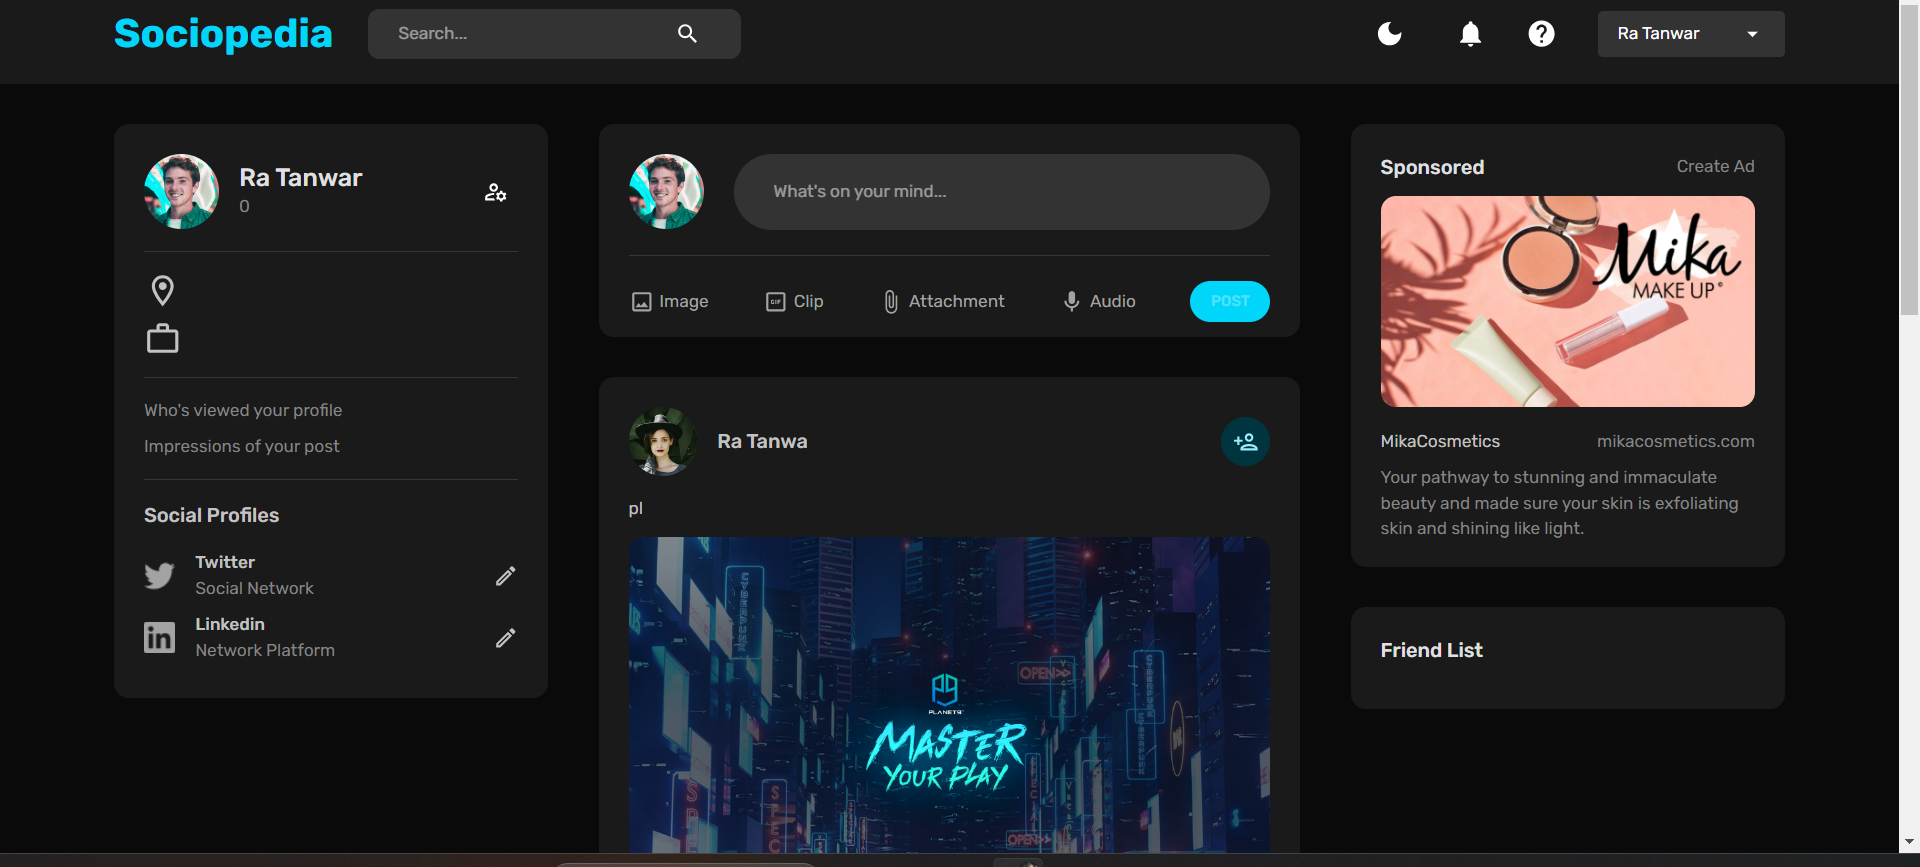 Sociopedia
Search...
Ra Tanwar
Ra Tanwar
0
Who's viewed your profile
Impressions of your post
Social Profiles
Twitter
Social Network
Linkedin
Network Platform
What's on your mind...
Image
GIF
Clip
Attachment
Audio
POST
Ra Tanwa
pl
CYBERPUNK
OPEN>>
PLANET9
MASTER
YOUR PLAY
OPEN>>
Sponsored
Create Ad
Mika
MAKE UP®
MikaCosmetics
mikacosmetics.com
Your pathway to stunning and immaculate
beauty and made sure your skin is exfoliating
skin and shining like light.
Friend List